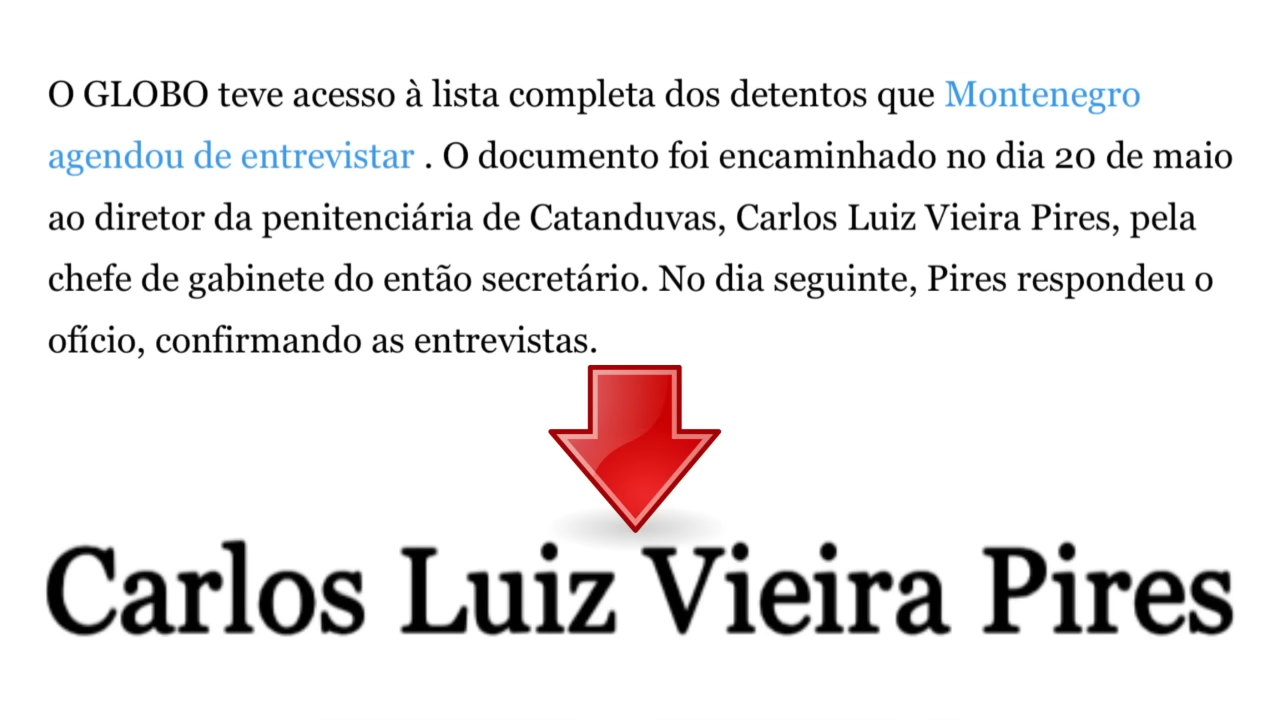 O GLOBO teve acesso à lista completa dos detentos que Montenegro
agendou de entrevistar . O documento foi encaminhado no dia 20 de maio
ao diretor da penitenciária de Catanduvas, Carlos Luiz Vieira Pires, pela
chefe de gabinete do então secretário. No dia seguinte, Pires respondeu o
ofício, confirmando as entrevistas.
Carlos Luiz Vieira Pires